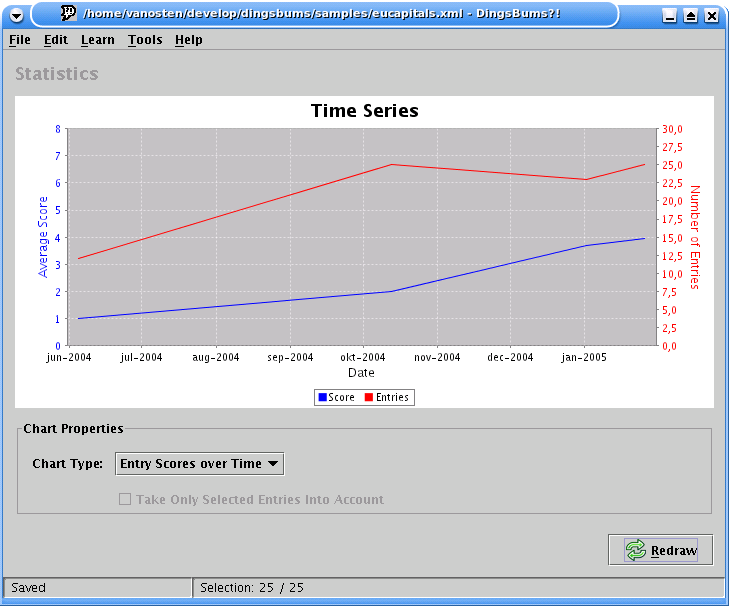 /home/vanosten/develop/dingsbums/samples/eucapitals.xml - DingsBums?!
File Edit Learn Tools Help
Statistics
Time Series
8 30,0
27,5
7 25,0
22,5
6 20,0
5 17,5
4 15,0
12,5
3 10,0
2 7,5
5,0
1 2,5
0 0,0
Average Score
Number of Entries
jun-2004 jul-2004 aug-2004 sep-2004 okt-2004 nov-2004 dec-2004 jan-2005
Date
Score Entries
Chart Properties
Chart Type: Entry Scores over Time
Take Only Selected Entries Into Account
Redraw
Saved Selection: 25 / 25